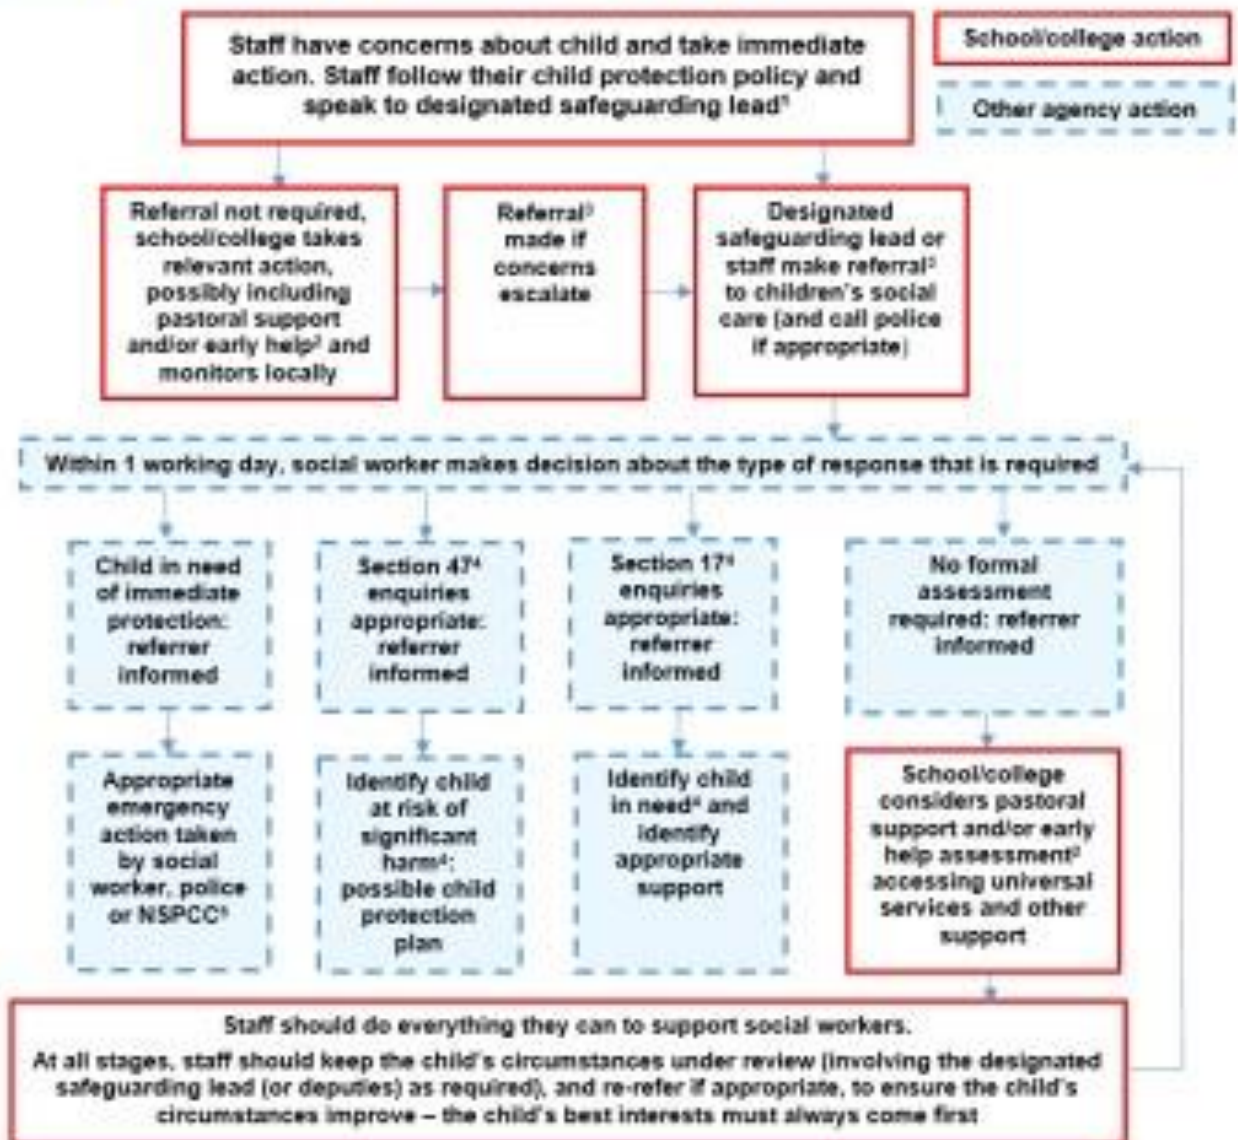 Staff have concerns about child and take immediate
action. Staff follow their child protection policy and
speak to designated safeguarding lead¹
School/college action
Other agency action
Referral not required,
school/college takes
relevant action,
possibly including
pastoral support
and/or early help² and
monitors locally
Referral³
made if
concerns
escalate
Designated
safeguarding lead or
staff make referral³
to children's social
care (and call police
if appropriate)
Within 1 working day, social worker makes decision about the type of response that is required
Child in need
of immediate
protection:
referrer
informed
Section 47⁴
enquiries
appropriate:
referrer
informed
Section 17⁴
enquiries
appropriate:
referrer
informed
No formal
assessment
required: referrer
informed
Appropriate
emergency
action taken
by social
worker, police
or NSPCC⁵
Identify child
at risk of
significant
harm⁴:
possible child
protection
plan
Identify child
in need⁴ and
identify
appropriate
support
School/college
considers pastoral
support and/or early
help assessment²
accessing universal
services and other
support
Staff should do everything they can to support social workers.
At all stages, staff should keep the child's circumstances under review (involving the designated
safeguarding lead (or deputies) as required), and re-refer if appropriate, to ensure the child's
circumstances improve – the child's best interests must always come first